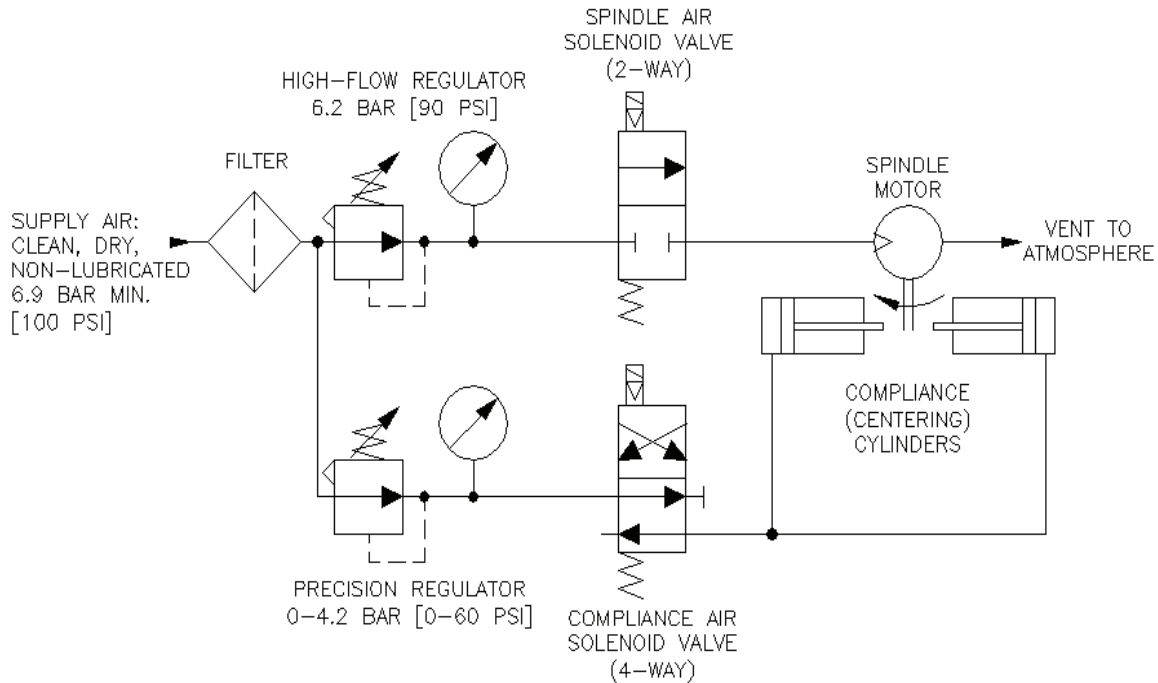 SPINDLE AIR
SOLENOID VALVE
(2-WAY)
HIGH-FLOW REGULATOR
6.2 BAR [90 PSI]
FILTER
SPINDLE
MOTOR
SUPPLY AIR:
CLEAN, DRY,
NON-LUBRICATED
6.9 BAR MIN.
[100 PSI]
VENT TO
ATMOSPHERE
COMPLIANCE
(CENTERING)
CYLINDERS
PRECISION REGULATOR
0-4.2 BAR [0-60 PSI]
COMPLIANCE AIR
SOLENOID VALVE
(4-WAY)